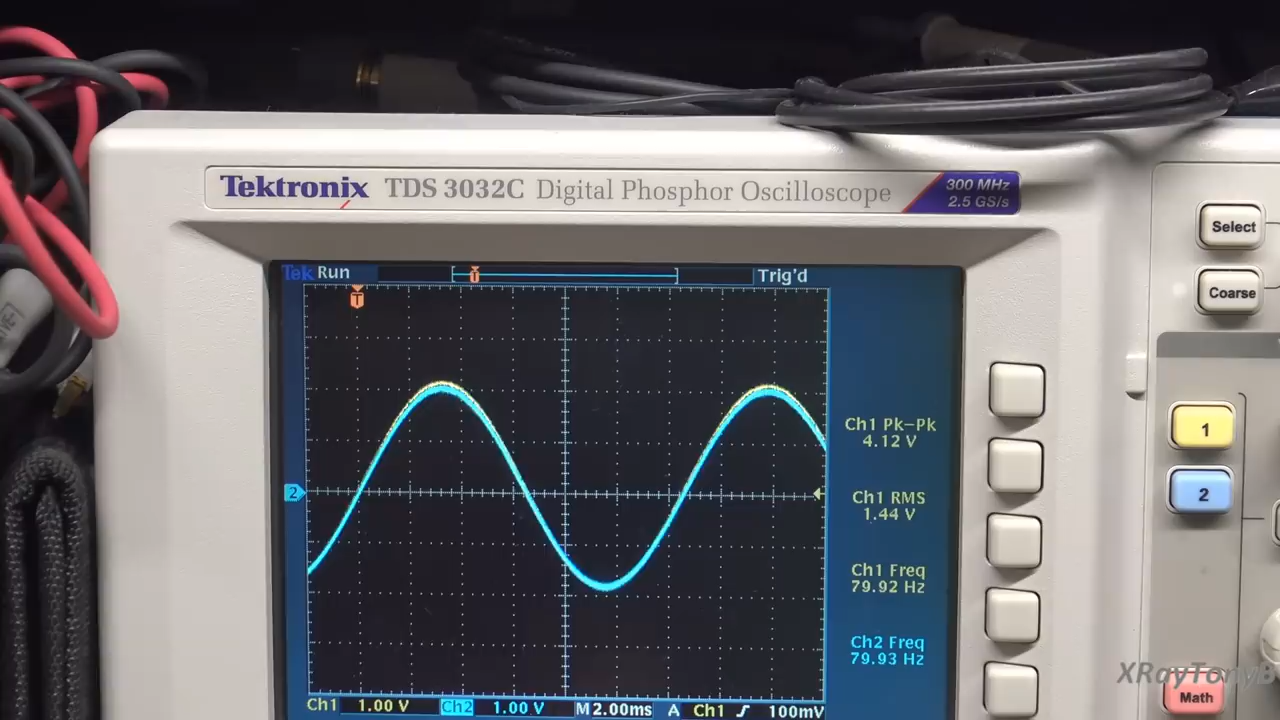 Tektronix TDS 3032C Digital Phosphor Oscilloscope 300 MHz
2.5 GS/s
Select
Coarse
Tek Run Trig'd
T
T
1
2
2
Ch1 Pk-Pk
4.12 V
Ch1 RMS
1.44 V
Ch1 Freq
79.92 Hz
Ch2 Freq
79.93 Hz
Ch1 1.00 V Ch2 1.00 V M 2.00ms A Ch1 100mV
Math
XRayTonyB